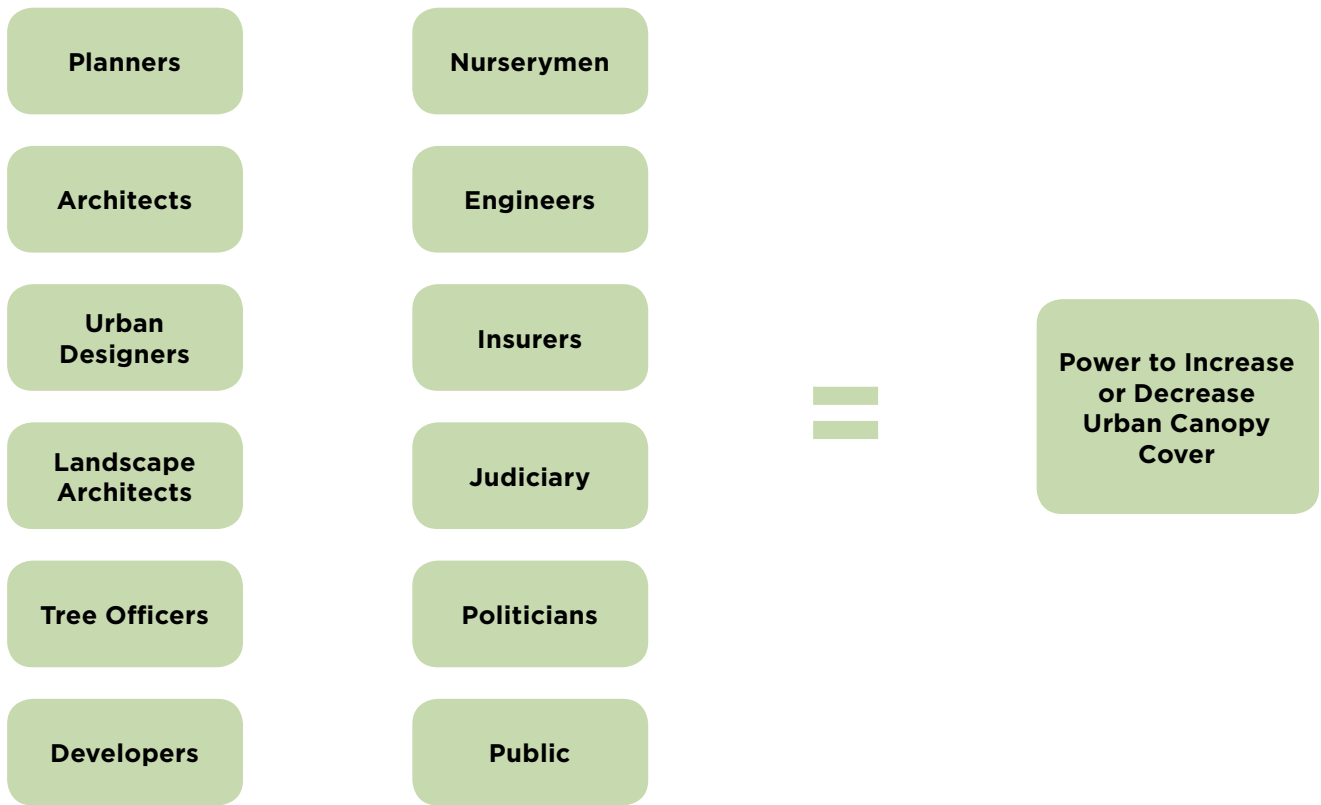 Planners
Architects
Urban
Designers
Landscape
Architects
Tree Officers
Developers
Nurserymen
Engineers
Insurers
Judiciary
Politicians
Public
=
Power to Increase
or Decrease
Urban Canopy
Cover